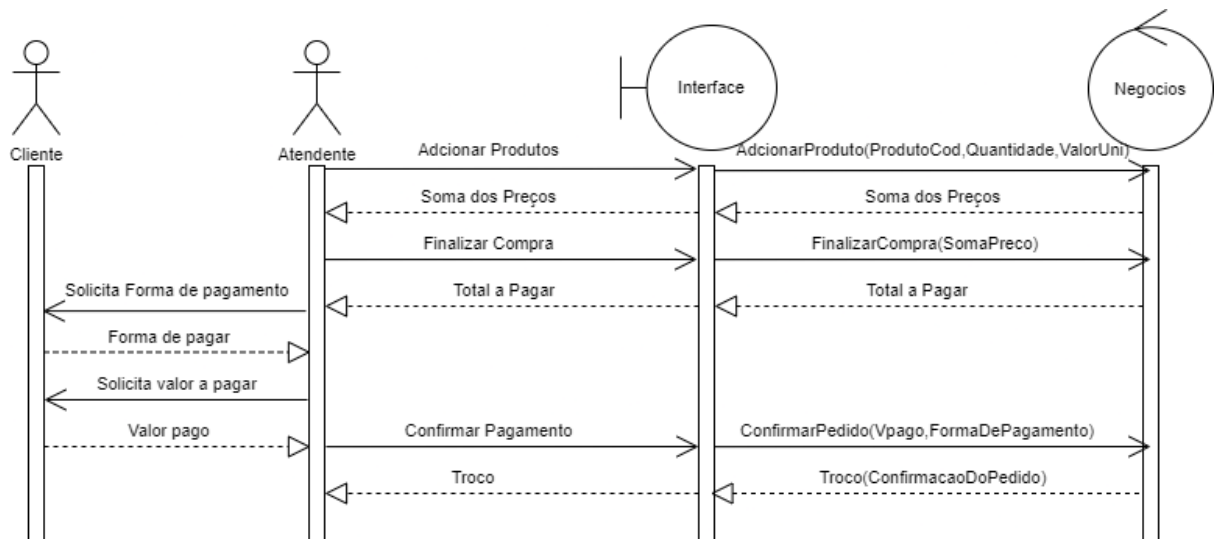 Interface
Negocios
Cliente
Atendente
Adcionar Produtos
AdcionarProduto(ProdutoCod,Quantidade,ValorUni)
Soma dos Preços
Soma dos Preços
Finalizar Compra
FinalizarCompra(SomaPreco)
Solicita Forma de pagamento
Total a Pagar
Total a Pagar
Forma de pagar
Solicita valor a pagar
Valor pago
Confirmar Pagamento
ConfirmarPedido(Vpago,FormaDePagamento)
Troco
Troco(ConfirmacaoDoPedido)